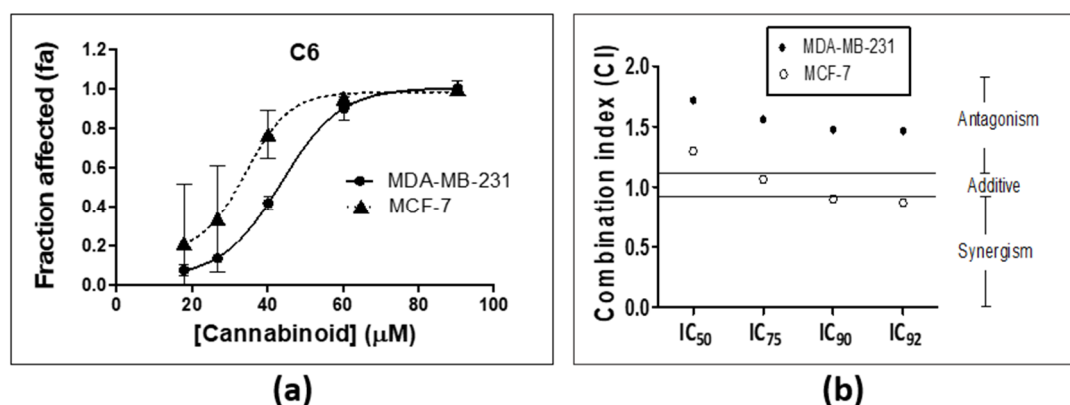 C6
Fraction affected (fa)
1.2
1.0
0.8
0.6
0.4
0.2
0.0
0
20
40
60
80
100
[Cannabinoid] (μM)
MDA-MB-231
MCF-7
(a)
MDA-MB-231
MCF-7
Combination index (CI)
2.0
1.5
1.0
0.5
0.0
IC50
IC75
IC90
IC92
Antagonism
Additive
Synergism
(b)